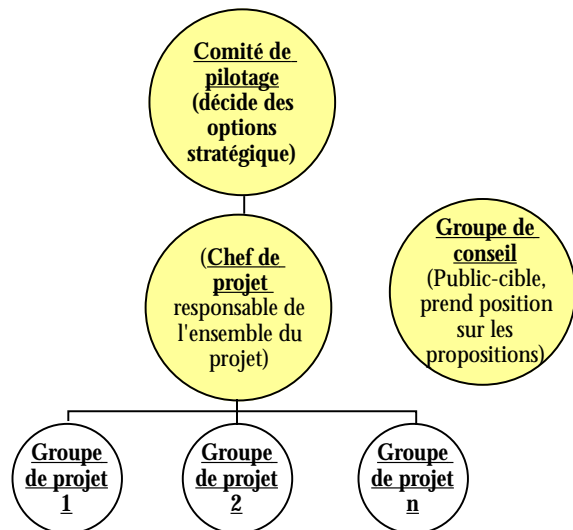 Comité de
pilotage
(décide des
options
stratégique)
(Chef de
projet
responsable de
l'ensemble du
projet)
Groupe de
conseil
(Public-cible,
prend position
sur les
propositions)
Groupe
de projet
1
Groupe
de projet
2
Groupe
de projet
n